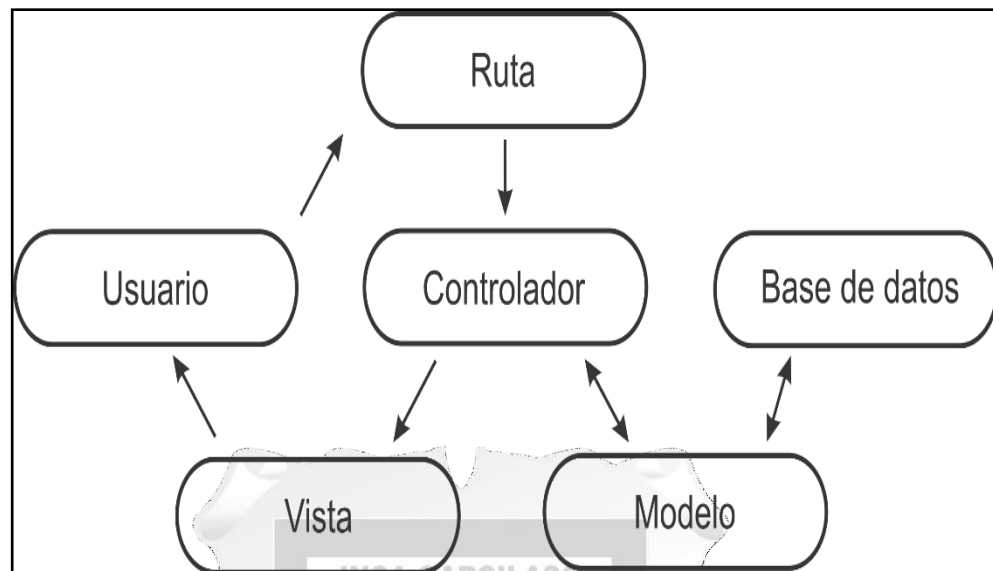 Ruta
Usuario
Controlador
Base de datos
Vista
Modelo